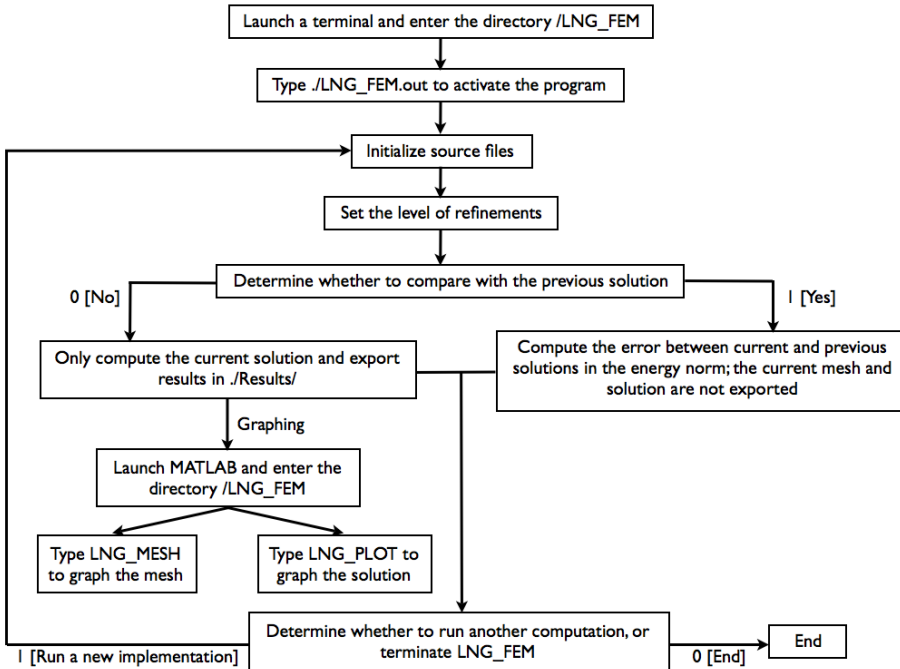 Launch a terminal and enter the directory /LNG_FEM
Type ./LNG_FEM.out to activate the program
Initialize source files
Set the level of refinements
Determine whether to compare with the previous solution
0 [No]
1 [Yes]
Only compute the current solution and export
results in ./Results/
Compute the error between current and previous
solutions in the energy norm; the current mesh and
solution are not exported
Graphing
Launch MATLAB and enter the
directory /LNG_FEM
Type LNG_MESH
to graph the mesh
Type LNG_PLOT to
graph the solution
Determine whether to run another computation, or
terminate LNG_FEM
1 [Run a new implementation]
0 [End]
End